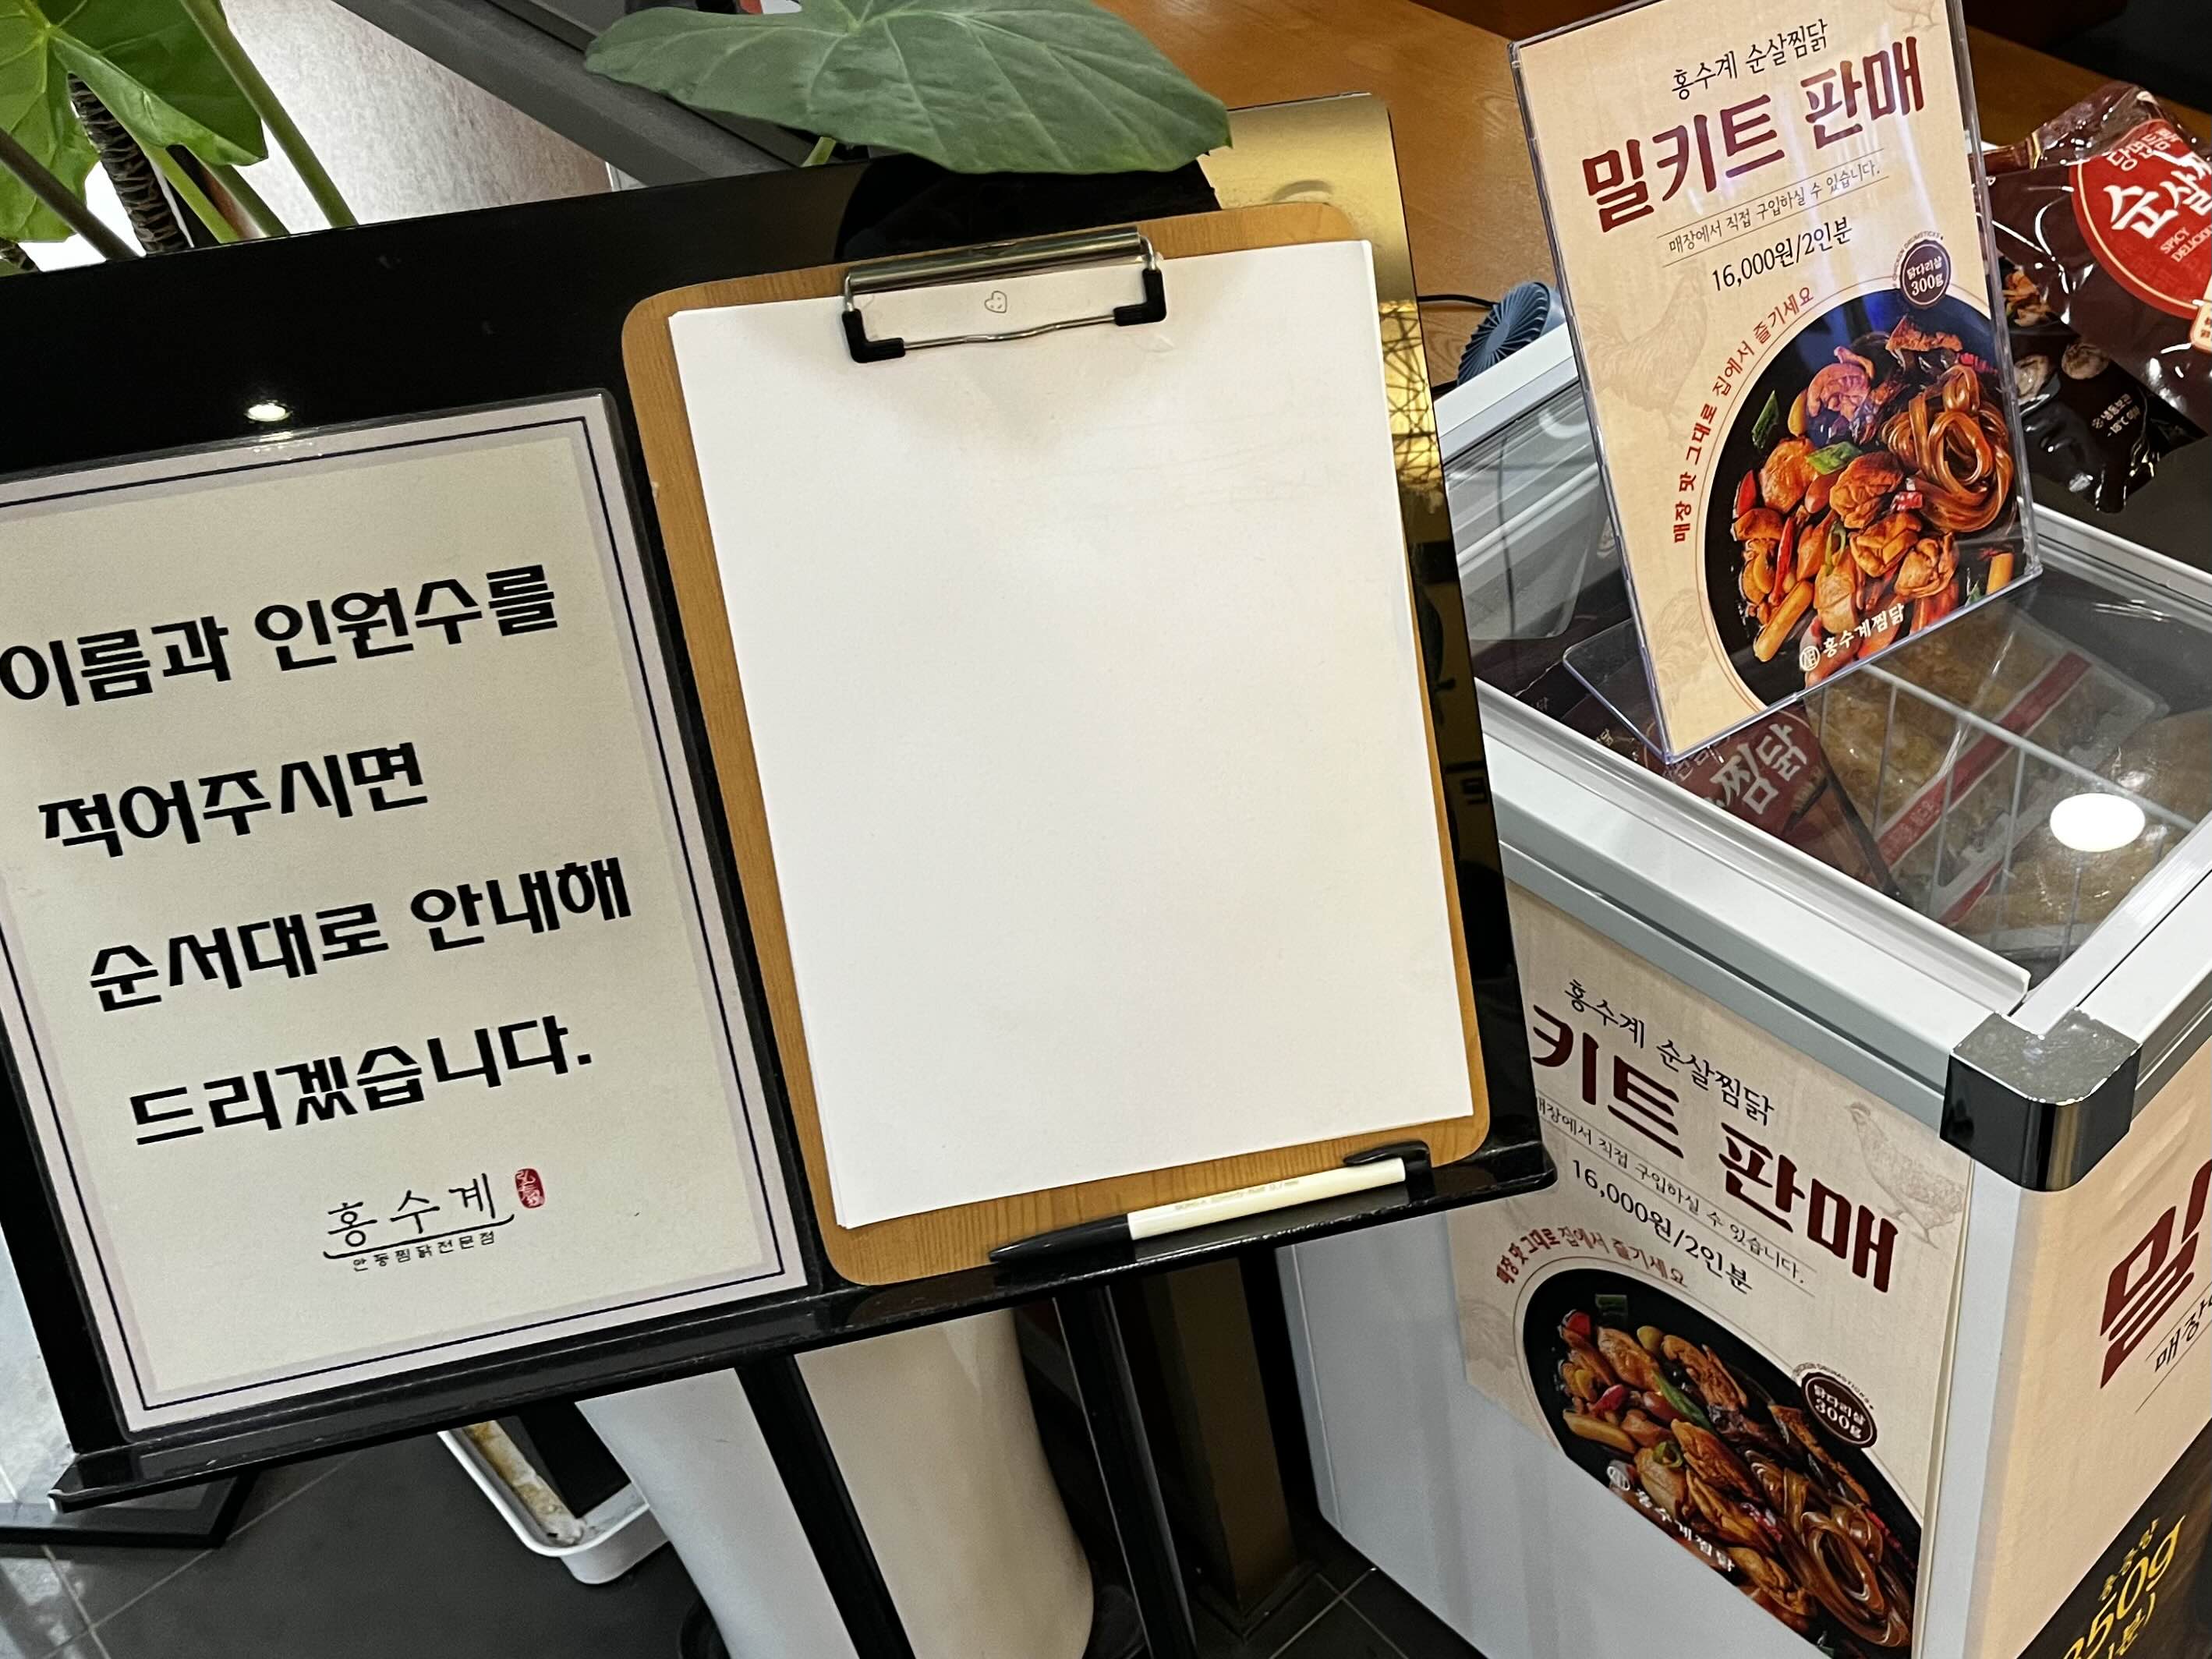 이름과 인원수를
적어주시면
순서대로 안내해
드리겠습니다.
홍수계
안동찜닭전문점
홍수계 순살찜닭
밀키트 판매
매장에서 직접 구입하실 수 있습니다.
16,000원/2인분
닭다리살
300g
매장 맛 그대로 집에서 즐기세요
홍수계찜닭
SPICY
찜닭
홍수계 순살찜닭
키트 판매
매장에서 직접 구입하실 수 있습니다.
16,000원/2인분
매장 맛 그대로 집에서 즐기세요
닭다리살
300g
홍수계찜닭
밀